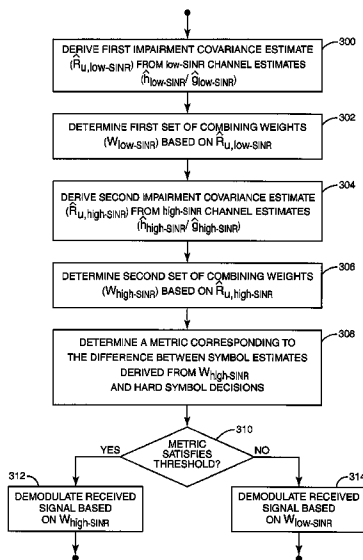 300
DERIVE FIRST IMPAIRMENT COVARIANCE ESTIMATE
(R̂u,low-SINR) FROM low-SINR CHANNEL ESTIMATES
(ĥlow-SINR/ĝlow-SINR)
302
DETERMINE FIRST SET OF COMBINING WEIGHTS
(Wlow-SINR) BASED ON R̂u,low-SINR
304
DERIVE SECOND IMPAIRMENT COVARIANCE ESTIMATE
(R̂u,high-SINR) FROM high-SINR CHANNEL ESTIMATES
(ĥhigh-SINR/ĝhigh-SINR)
306
DETERMINE SECOND SET OF COMBINING WEIGHTS
(Whigh-SINR) BASED ON R̂u,high-SINR
308
DETERMINE A METRIC CORRESPONDING TO
THE DIFFERENCE BETWEEN SYMBOL ESTIMATES
DERIVED FROM Whigh-SINR
AND HARD SYMBOL DECISIONS
310
YES
METRIC
SATISFIES
THRESHOLD?
NO
312
DEMODULATE RECEIVED
SIGNAL BASED
ON Whigh-SINR
314
DEMODULATE RECEIVED
SIGNAL BASED
ON Wlow-SINR